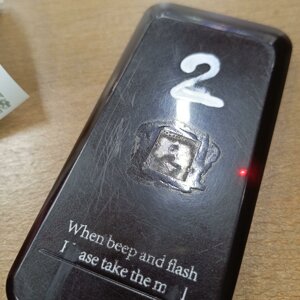 2
When beep and flash
take the